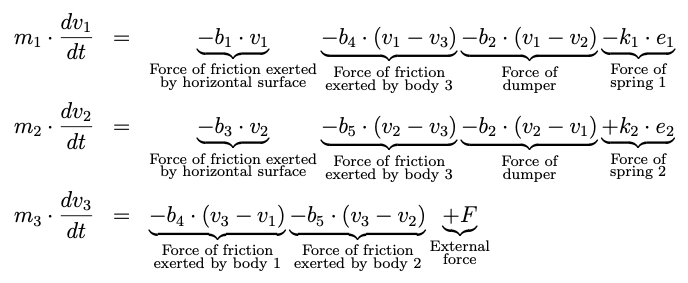 m₁ · dv₁/dt = −b₁ · v₁ −b₄ · (v₁ − v₃) −b₂ · (v₁ − v₂) −k₁ · e₁
Force of friction exerted by horizontal surface Force of friction exerted by body 3 Force of dumper Force of spring 1
m₂ · dv₂/dt = −b₃ · v₂ −b₅ · (v₂ − v₃) −b₂ · (v₂ − v₁) +k₂ · e₂
Force of friction exerted by horizontal surface Force of friction exerted by body 3 Force of dumper Force of spring 2
m₃ · dv₃/dt = −b₄ · (v₃ − v₁) −b₅ · (v₃ − v₂) +F
Force of friction exerted by body 1 Force of friction exerted by body 2 External force